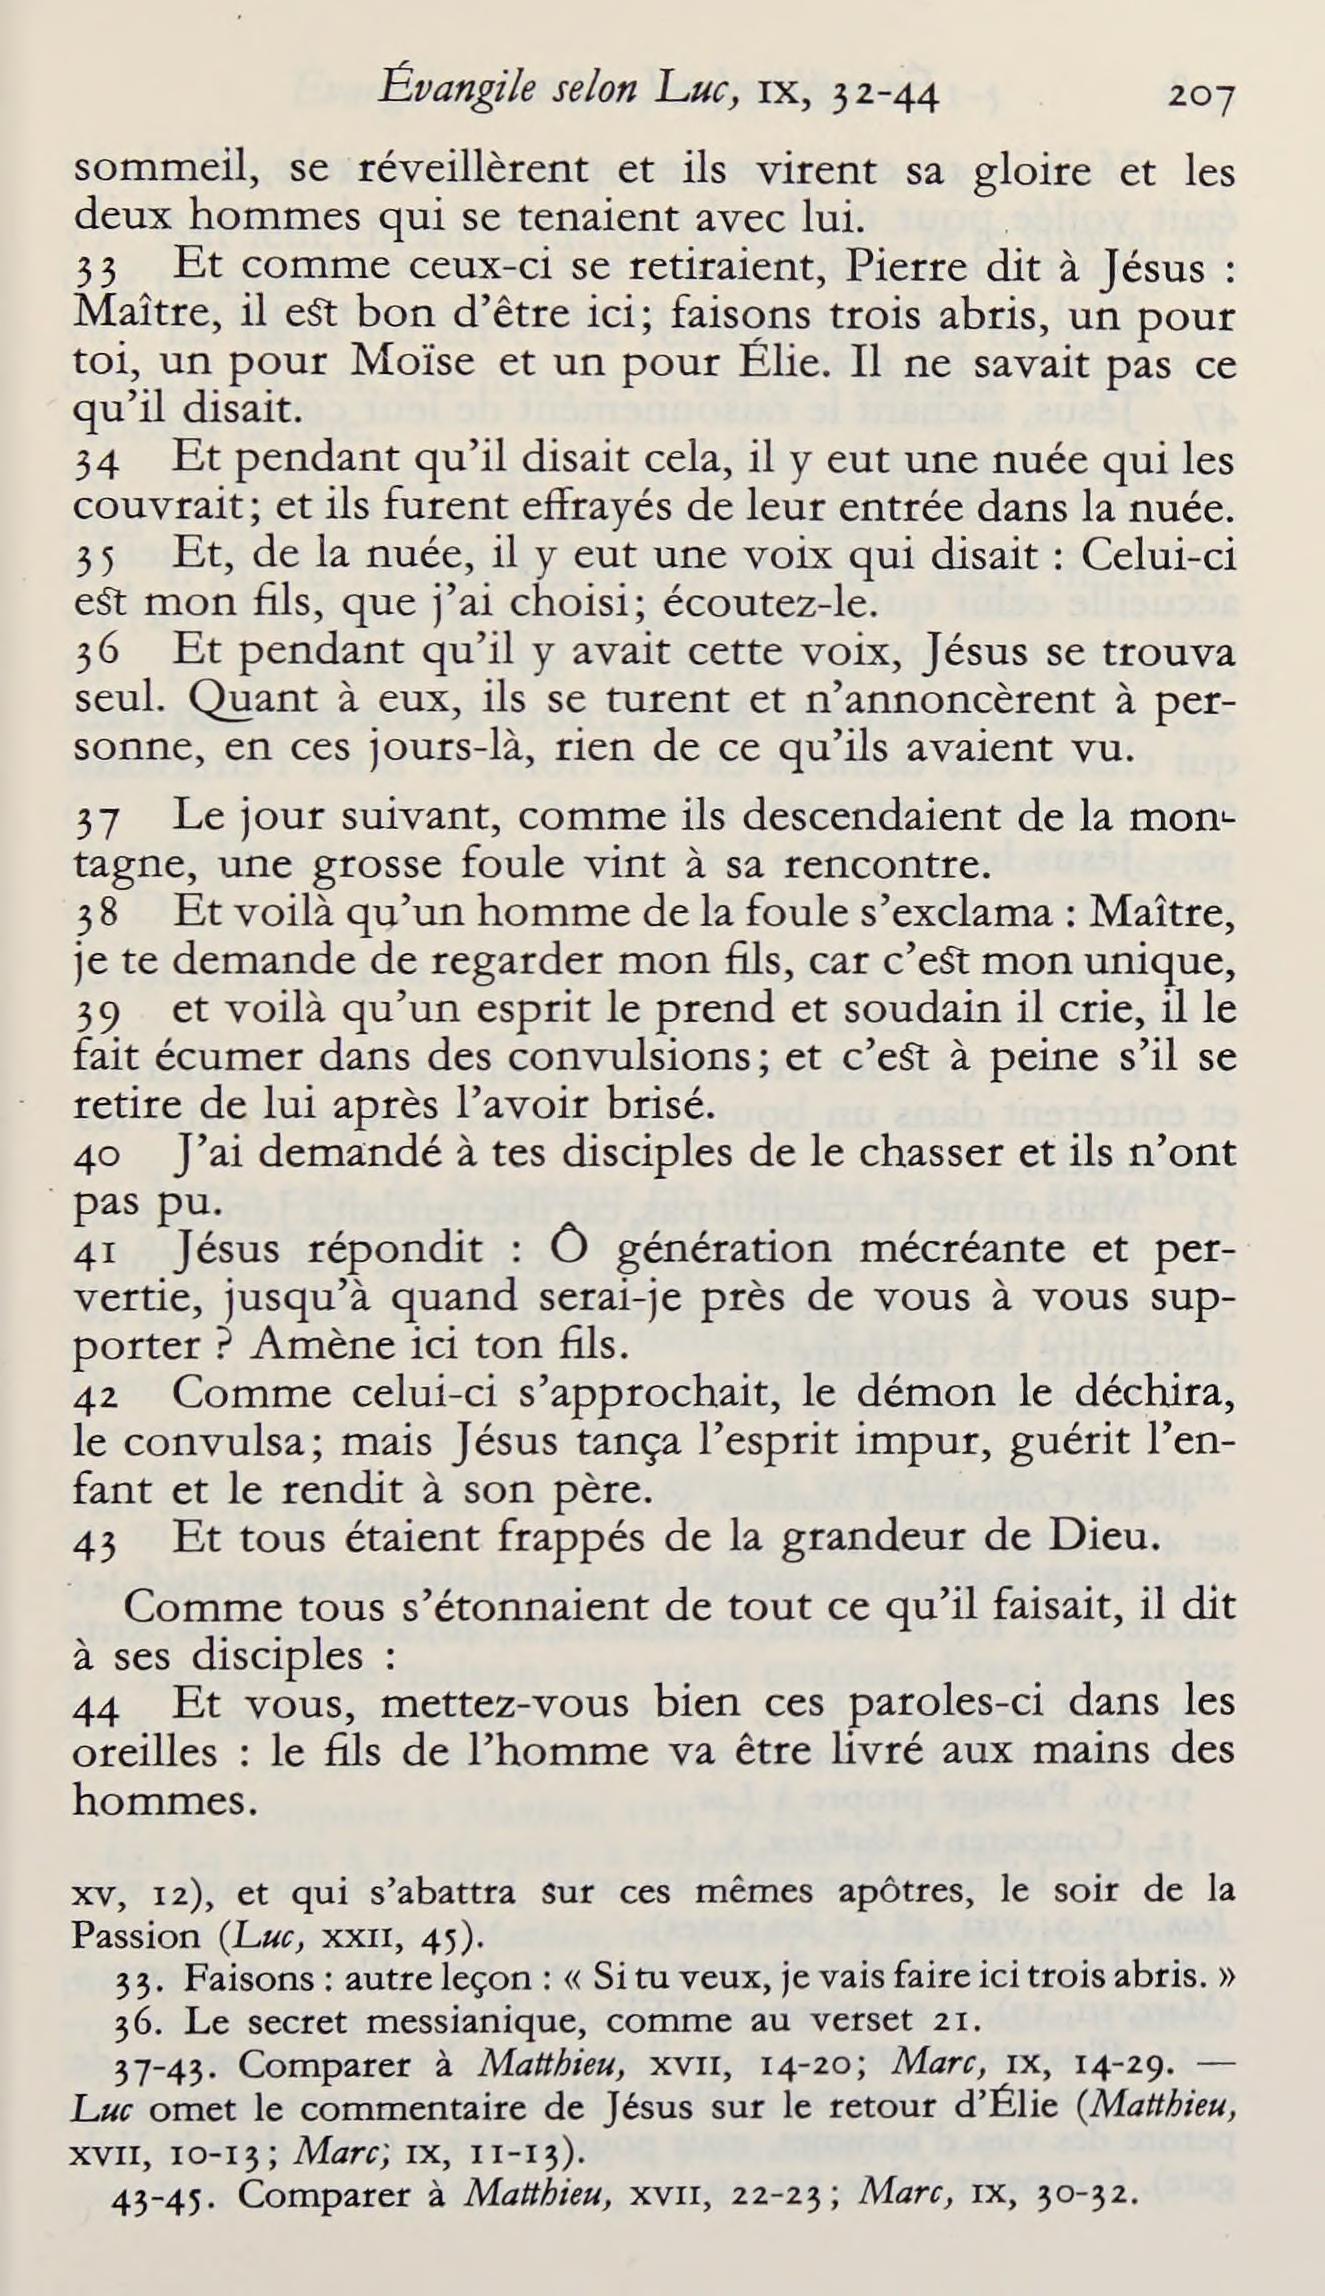 Évangile selon Luc, IX, 32-44 207
sommeil, se réveillèrent et ils virent sa gloire et les
deux hommes qui se tenaient avec lui.
33 Et comme ceux-ci se retiraient, Pierre dit à Jésus :
Maître, il est bon d'être ici; faisons trois abris, un pour
toi, un pour Moïse et un pour Élie. Il ne savait pas ce
qu'il disait.
34 Et pendant qu'il disait cela, il y eut une nuée qui les
couvrait; et ils furent effrayés de leur entrée dans la nuée.
35 Et, de la nuée, il y eut une voix qui disait : Celui-ci
est mon fils, que j'ai choisi; écoutez-le.
36 Et pendant qu'il y avait cette voix, Jésus se trouva
seul. Quant à eux, ils se turent et n'annoncèrent à per-
sonne, en ces jours-là, rien de ce qu'ils avaient vu.
37 Le jour suivant, comme ils descendaient de la mon-
tagne, une grosse foule vint à sa rencontre.
38 Et voilà qu'un homme de la foule s'exclama : Maître,
je te demande de regarder mon fils, car c'est mon unique,
39 et voilà qu'un esprit le prend et soudain il crie, il le
fait écumer dans des convulsions; et c'est à peine s'il se
retire de lui après l'avoir brisé.
40 J'ai demandé à tes disciples de le chasser et ils n'ont
pas pu.
41 Jésus répondit : Ô génération mécréante et per-
vertie, jusqu'à quand serai-je près de vous à vous sup-
porter ? Amène ici ton fils.
42 Comme celui-ci s'approchait, le démon le déchira,
le convulsa; mais Jésus tança l'esprit impur, guérit l'en-
fant et le rendit à son père.
43 Et tous étaient frappés de la grandeur de Dieu.
Comme tous s'étonnaient de tout ce qu'il faisait, il dit
à ses disciples :
44 Et vous, mettez-vous bien ces paroles-ci dans les
oreilles : le fils de l'homme va être livré aux mains des
hommes.
XV, 12), et qui s'abattra sur ces mêmes apôtres, le soir de la
Passion (Luc, XXII, 45).
33. Faisons : autre leçon : « Si tu veux, je vais faire ici trois abris. »
36. Le secret messianique, comme au verset 21.
37-43. Comparer à Matthieu, XVII, 14-20; Marc, IX, 14-29. —
Luc omet le commentaire de Jésus sur le retour d'Élie (Matthieu,
XVII, 10-13; Marc; IX, 11-13).
43-45. Comparer à Matthieu, XVII, 22-23; Marc, IX, 30-32.